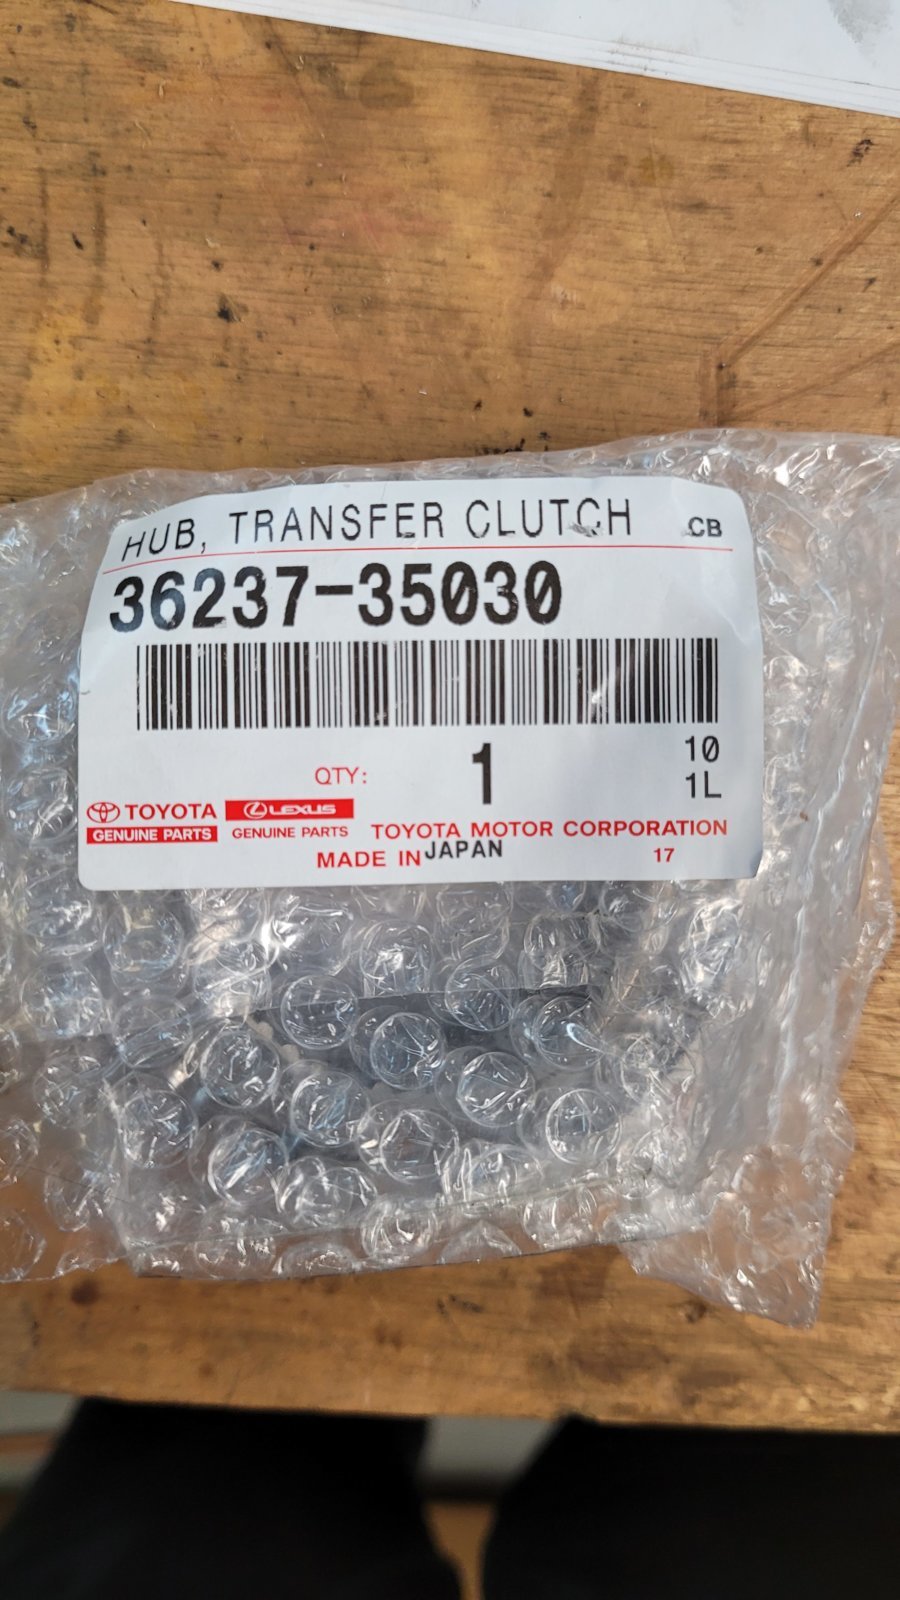 HUB, TRANSFER CLUTCH CB
36237-35030
10
QTY: 1 1L
TOYOTA LEXUS
GENUINE PARTS GENUINE PARTS TOYOTA MOTOR CORPORATION
MADE IN JAPAN 17